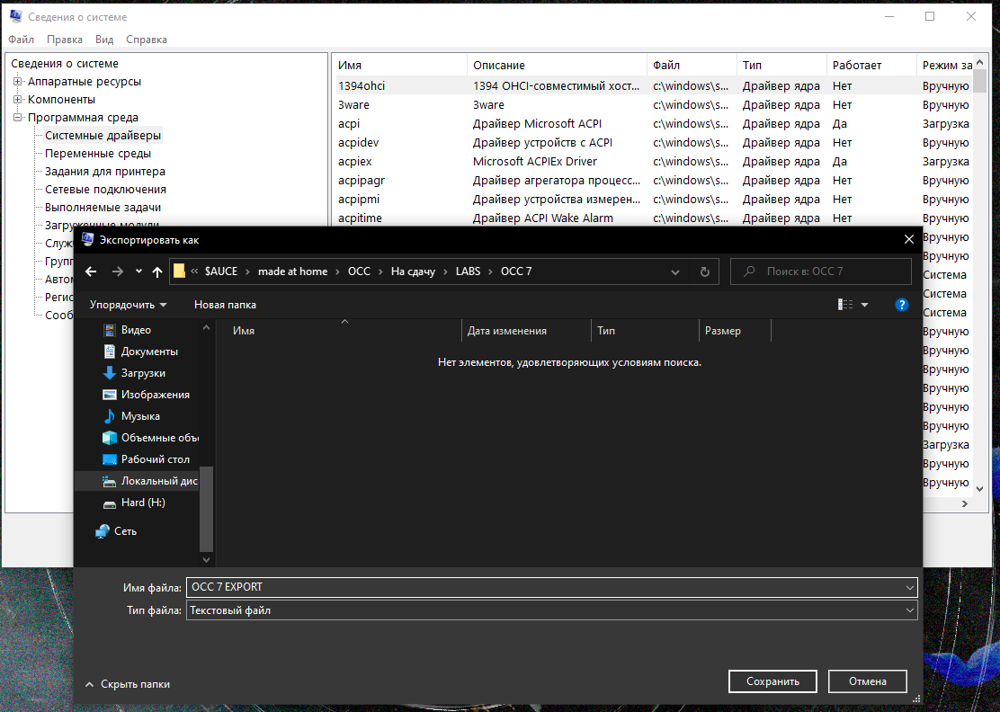 Сведения о системе
Файл Правка Вид Справка
Сведения о системе
Аппаратные ресурсы
Компоненты
Программная среда
Системные драйверы
Переменные среды
Задания для принтера
Сетевые подключения
Выполняемые задачи
Загруженные модули
Служ
Групп
Автом
Регис
Сооб
Имя Описание Файл Тип Работает Режим за
1394ohci 1394 OHCI-совместимый хост... c:\windows\s... Драйвер ядра Нет Вручную
3ware 3ware c:\windows\s... Драйвер ядра Нет Вручную
acpi Драйвер Microsoft ACPI c:\windows\s... Драйвер ядра Да Загрузка
acpidev Драйвер устройств с ACPI c:\windows\s... Драйвер ядра Нет Вручную
acpiex Microsoft ACPIEx Driver c:\windows\s... Драйвер ядра Да Загрузка
acpipagr Драйвер агрегатора процесс... c:\windows\s... Драйвер ядра Нет Вручную
acpipmi Драйвер устройства измерен... c:\windows\s... Драйвер ядра Нет Вручную
acpitime Драйвер ACPI Wake Alarm c:\windows\s... Драйвер ядра Нет Вручную
Вручную
Вручную
Система
Система
Система
Вручную
Вручную
Вручную
Вручную
Вручную
Вручную
Загрузка
Вручную
Вручную
Экспортировать как
« $AUCE › made at home › ОСС › На сдачу › LABS › ОСС 7
Поиск в: ОСС 7
Упорядочить Новая папка
?
Видео
Документы
Загрузки
Изображения
Музыка
Объемные объ
Рабочий стол
Локальный дис
Hard (H:)
Сеть
Имя Дата изменения Тип Размер
Нет элементов, удовлетворяющих условиям поиска.
Имя файла: ОСС 7 EXPORT
Тип файла: Текстовый файл
Скрыть папки
Сохранить Отмена